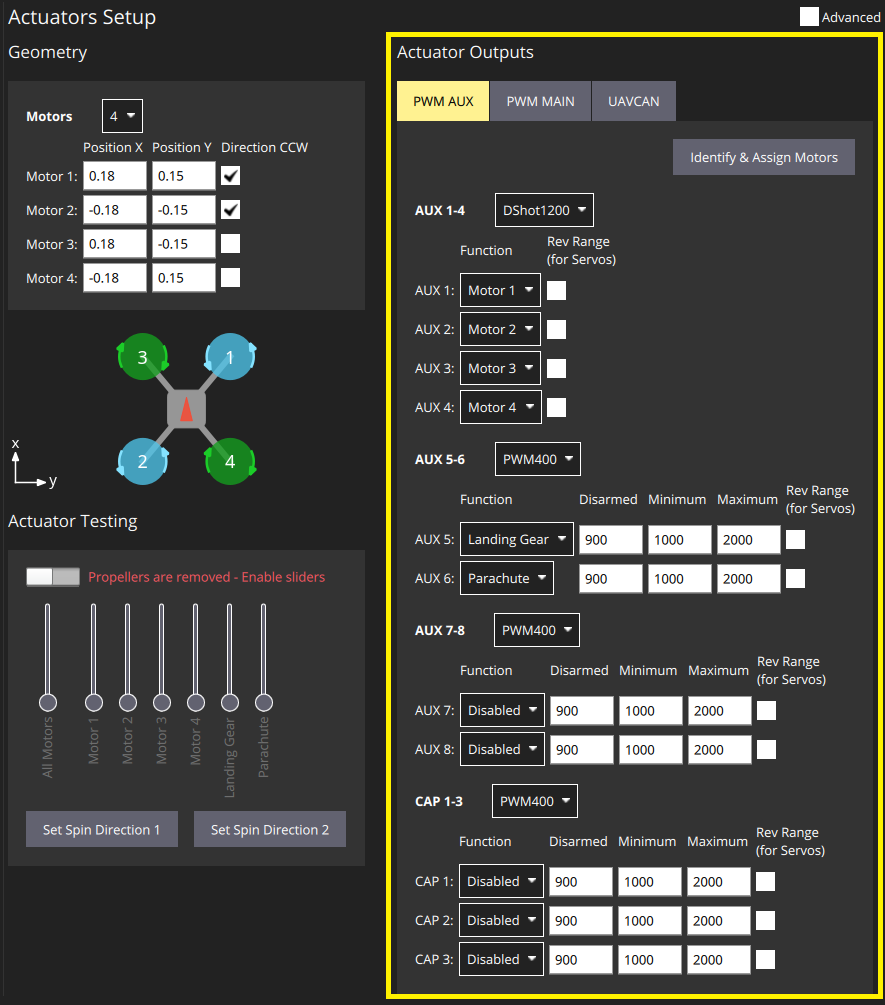 Actuators Setup
Advanced
Geometry
Motors 4
Position X Position Y Direction CCW
Motor 1: 0.18 0.15
Motor 2: -0.18 -0.15
Motor 3: 0.18 -0.15
Motor 4: -0.18 0.15
3 1
2 4
x
y
Actuator Testing
Propellers are removed - Enable sliders
All Motors
Motor 1
Motor 2
Motor 3
Motor 4
Landing Gear
Parachute
Set Spin Direction 1 Set Spin Direction 2
Actuator Outputs
PWM AUX PWM MAIN UAVCAN
Identify & Assign Motors
AUX 1-4 DShot1200
Function Rev Range
(for Servos)
AUX 1: Motor 1
AUX 2: Motor 2
AUX 3: Motor 3
AUX 4: Motor 4
AUX 5-6 PWM400
Function Disarmed Minimum Maximum Rev Range
(for Servos)
AUX 5: Landing Gear 900 1000 2000
AUX 6: Parachute 900 1000 2000
AUX 7-8 PWM400
Function Disarmed Minimum Maximum Rev Range
(for Servos)
AUX 7: Disabled 900 1000 2000
AUX 8: Disabled 900 1000 2000
CAP 1-3 PWM400
Function Disarmed Minimum Maximum Rev Range
(for Servos)
CAP 1: Disabled 900 1000 2000
CAP 2: Disabled 900 1000 2000
CAP 3: Disabled 900 1000 2000